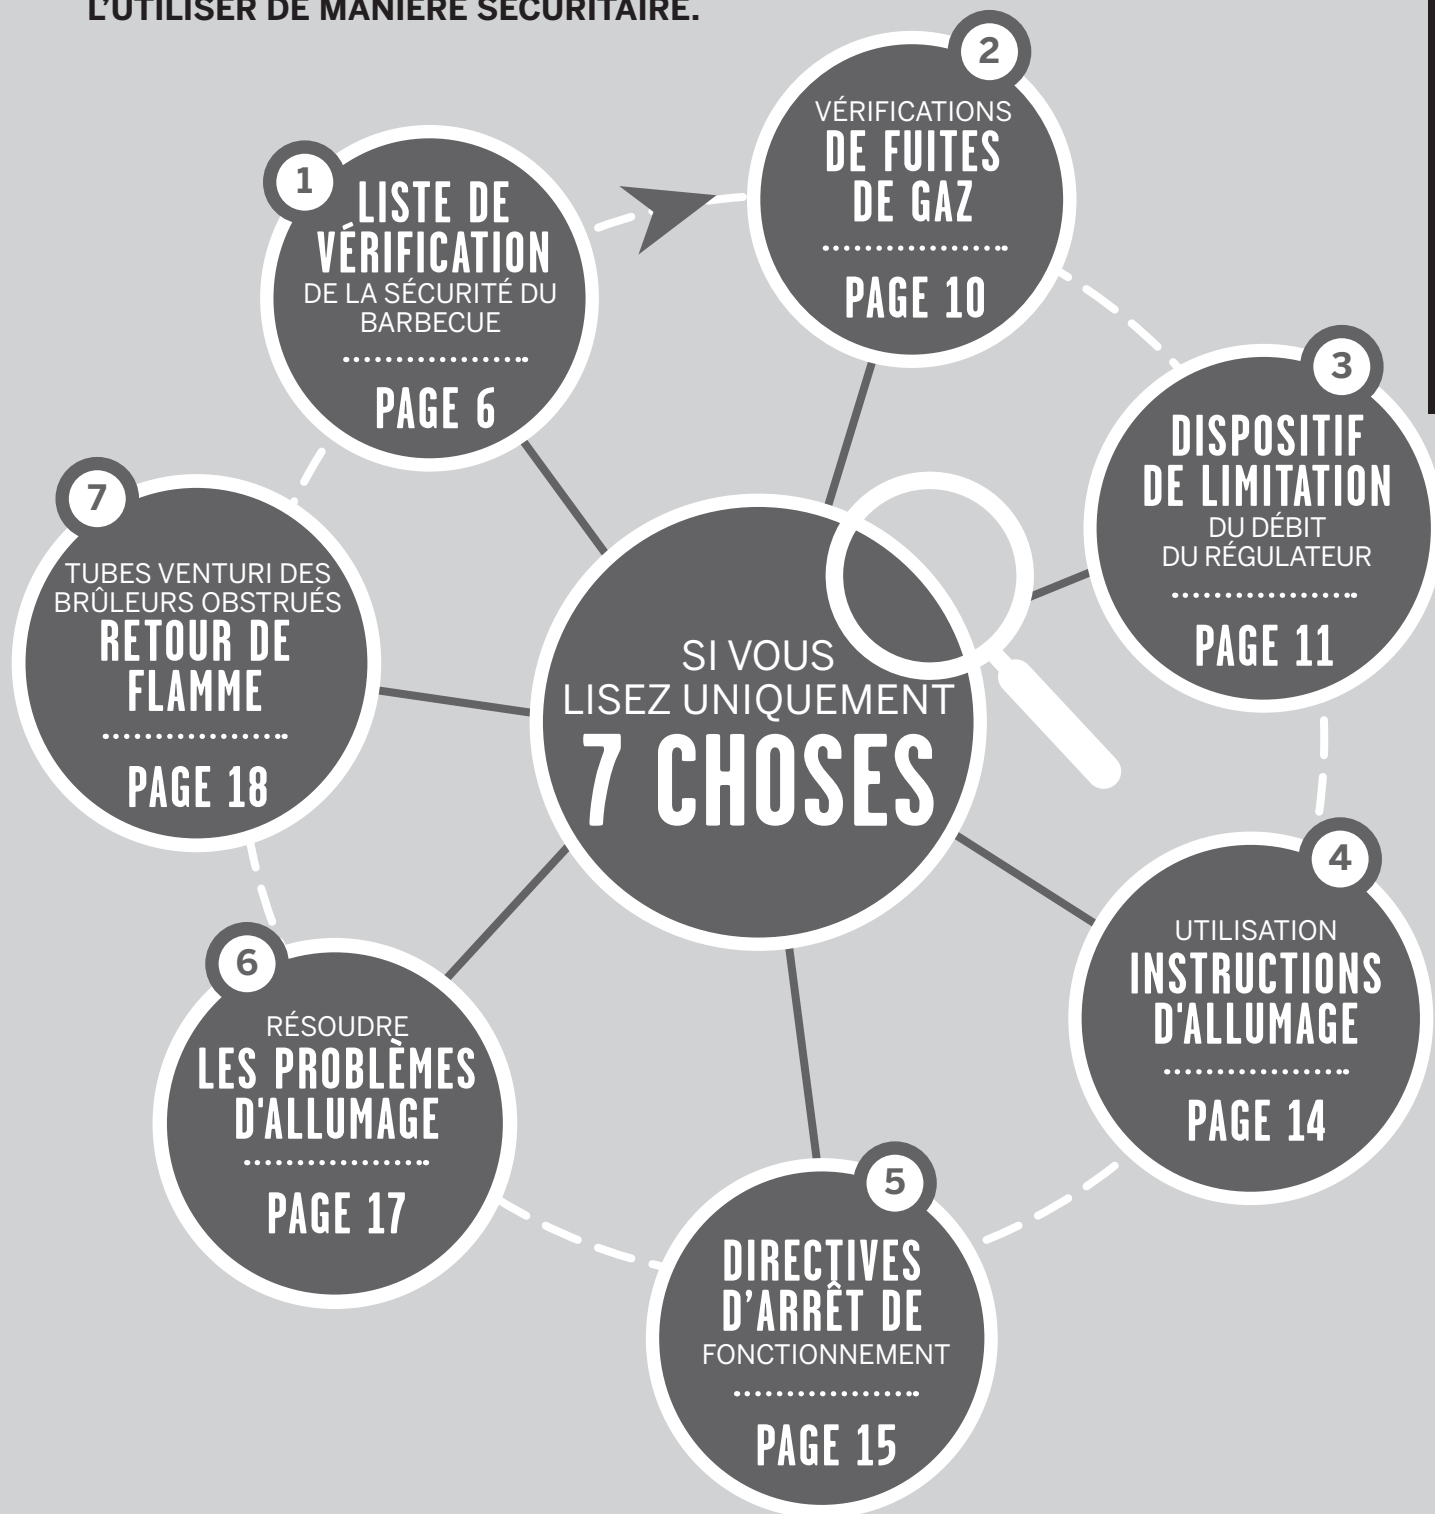 L'UTILISER DE MANIÈRE SÉCURITAIRE.
1
LISTE DE
VÉRIFICATION
DE LA SÉCURITÉ DU
BARBECUE
PAGE 6
2
VÉRIFICATIONS
DE FUITES
DE GAZ
PAGE 10
3
DISPOSITIF
DE LIMITATION
DU DÉBIT
DU RÉGULATEUR
PAGE 11
4
UTILISATION
INSTRUCTIONS
D'ALLUMAGE
PAGE 14
5
DIRECTIVES
D’ARRÊT DE
FONCTIONNEMENT
PAGE 15
6
RÉSOUDRE
LES PROBLÈMES
D'ALLUMAGE
PAGE 17
7
TUBES VENTURI DES
BRÛLEURS OBSTRUÉS
RETOUR DE
FLAMME
PAGE 18
SI VOUS
LISEZ UNIQUEMENT
7 CHOSES